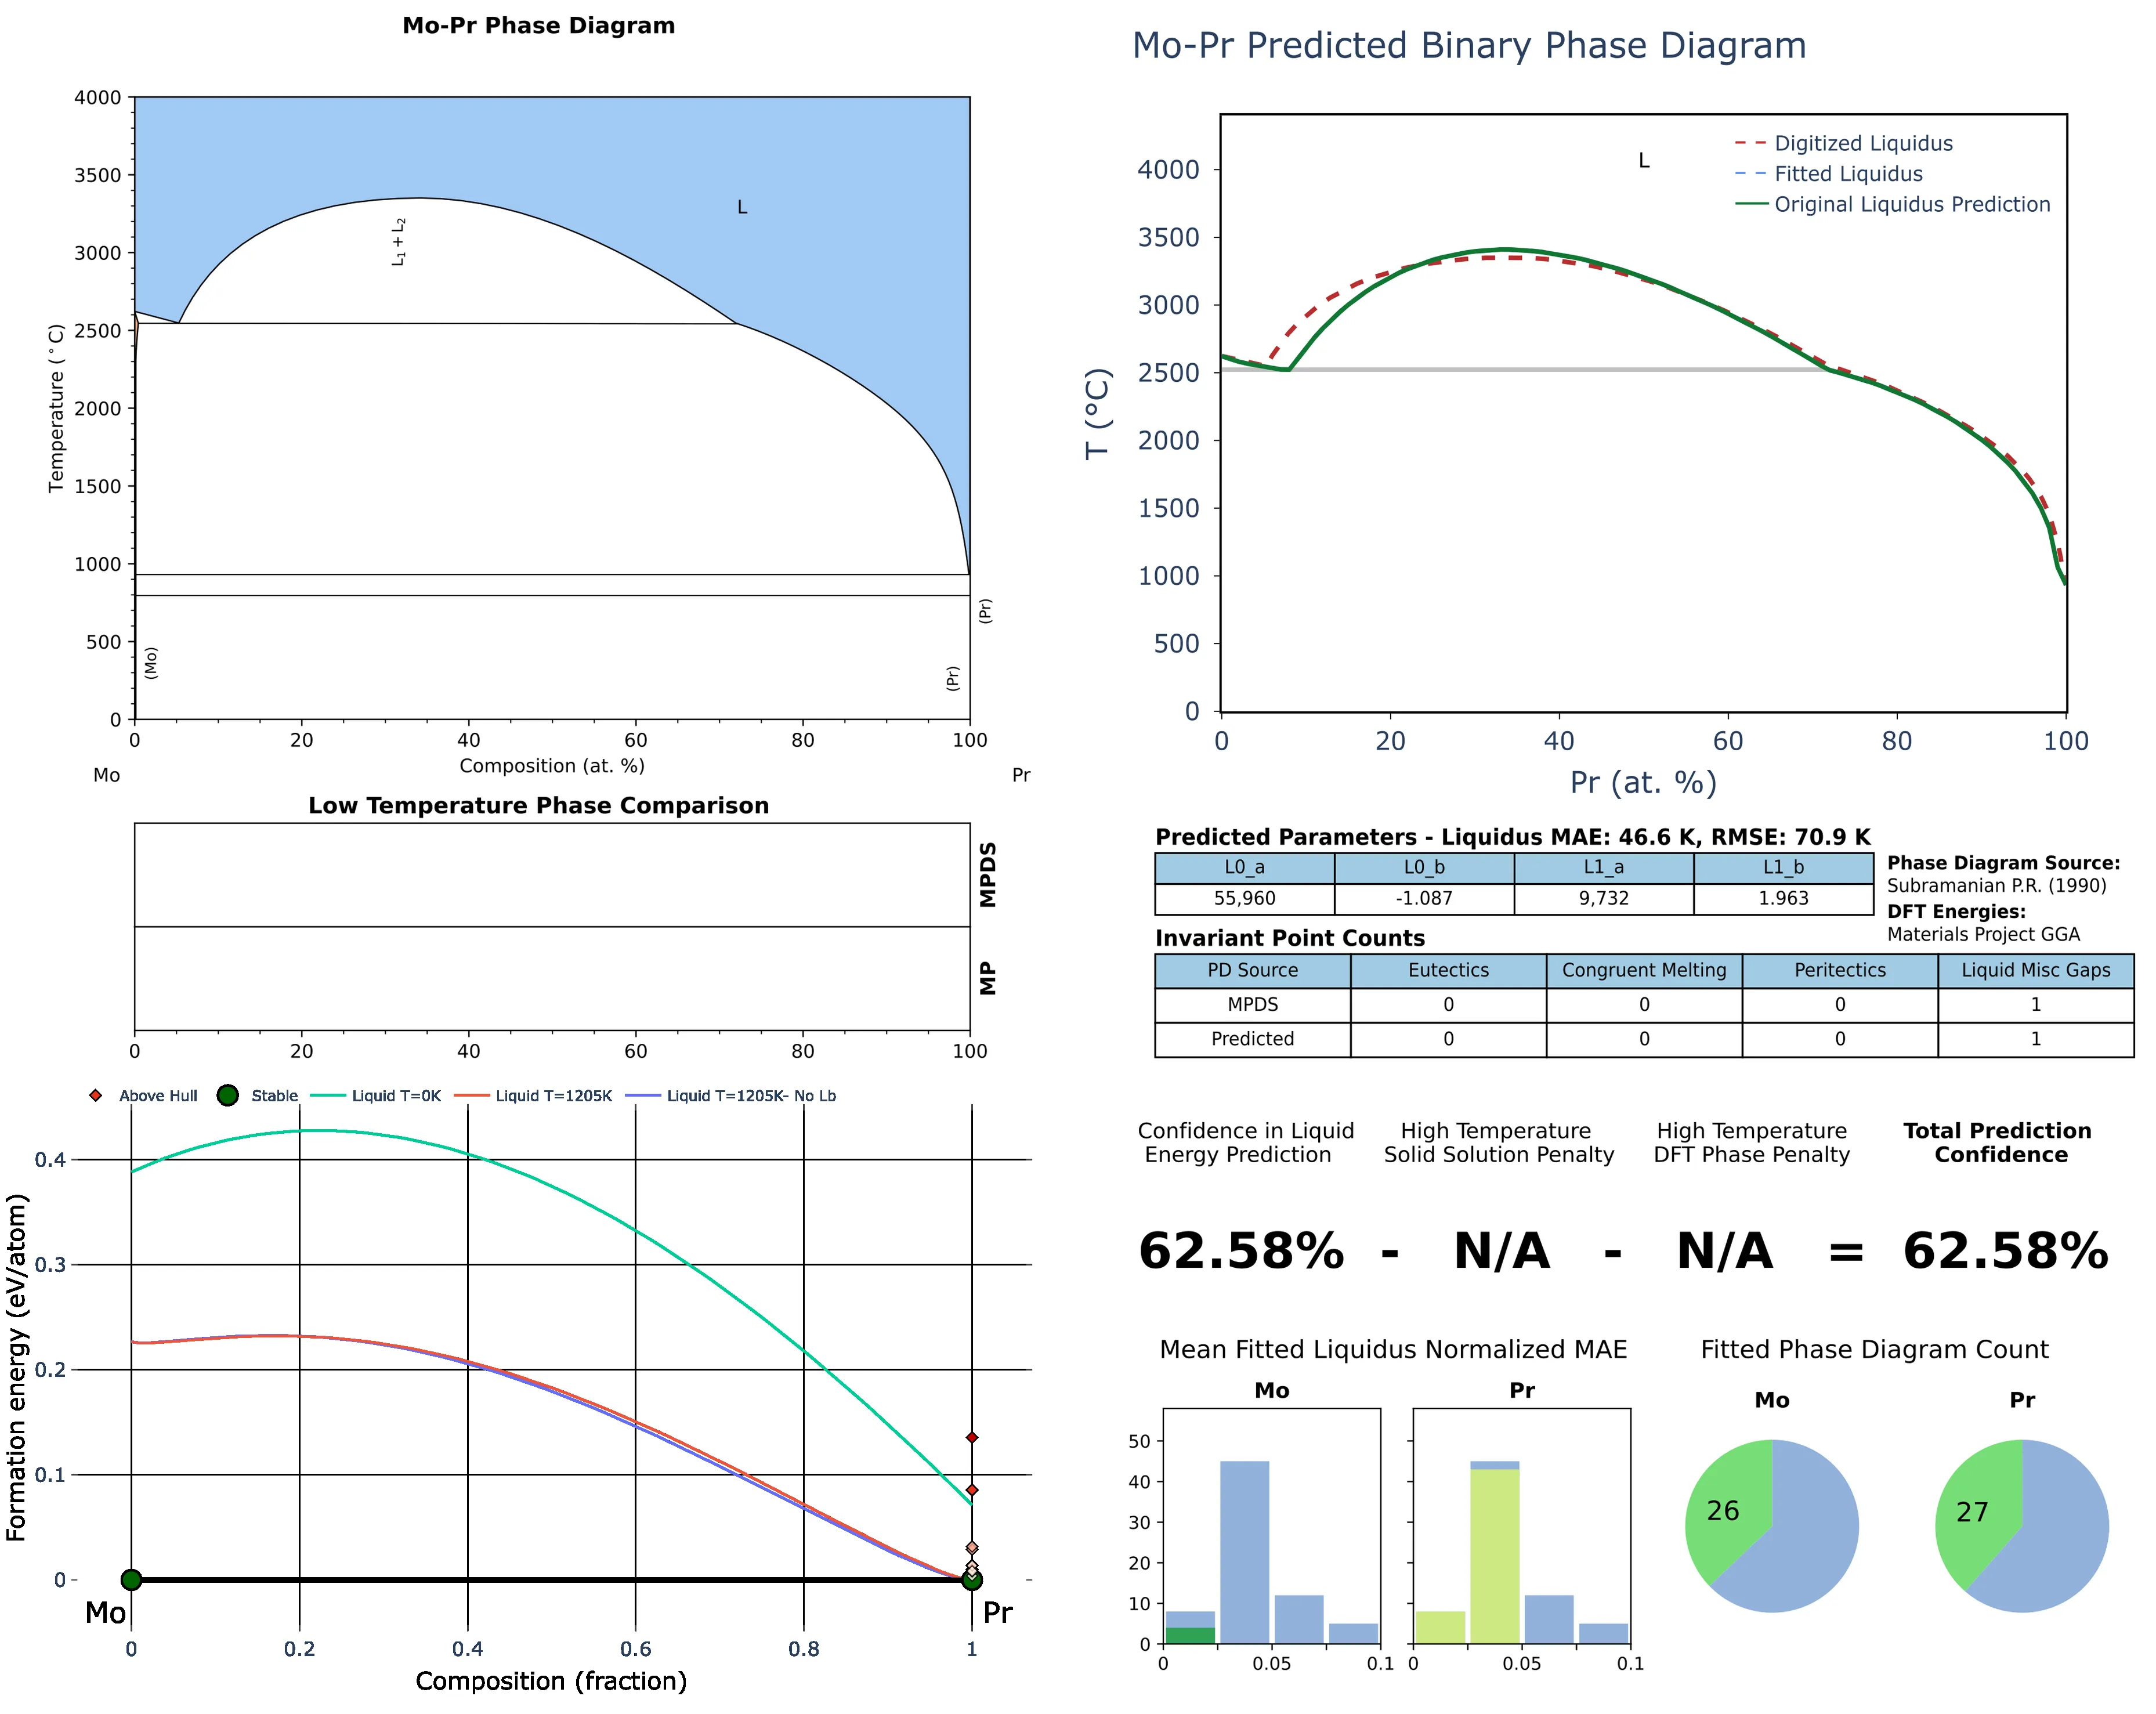 Mo-Pr Phase Diagram
4000
3500
3000
2500
2000
1500
1000
500
0
Temperature (°C)
L
L1 + L2
(Mo)
(Pr)
(Pr)
0 20 40 60 80 100
Composition (at. %)
Mo Pr
Low Temperature Phase Comparison
MPDS
MP
0 20 40 60 80 100
Above Hull Stable Liquid T=0K Liquid T=1205K Liquid T=1205K- No Lb
0.4
0.3
0.2
0.1
0
Formation energy (eV/atom)
Mo Pr
0 0.2 0.4 0.6 0.8 1
Composition (fraction)
Mo-Pr Predicted Binary Phase Diagram
L
Digitized Liquidus
Fitted Liquidus
Original Liquidus Prediction
4000
3500
3000
2500
2000
1500
1000
500
0
T (°C)
0 20 40 60 80 100
Pr (at. %)
Predicted Parameters - Liquidus MAE: 46.6 K, RMSE: 70.9 K
L0_a L0_b L1_a L1_b
55,960 -1.087 9,732 1.963
Phase Diagram Source:
Subramanian P.R. (1990)
DFT Energies:
Materials Project GGA
Invariant Point Counts
PD Source Eutectics Congruent Melting Peritectics Liquid Misc Gaps
MPDS 0 0 0 1
Predicted 0 0 0 1
Confidence in Liquid
Energy Prediction
High Temperature
Solid Solution Penalty
High Temperature
DFT Phase Penalty
Total Prediction
Confidence
62.58% - N/A - N/A = 62.58%
Mean Fitted Liquidus Normalized MAE
Mo Pr
50
40
30
20
10
0
0 0.05 0.1 0 0.05 0.1
Fitted Phase Diagram Count
Mo Pr
26 27